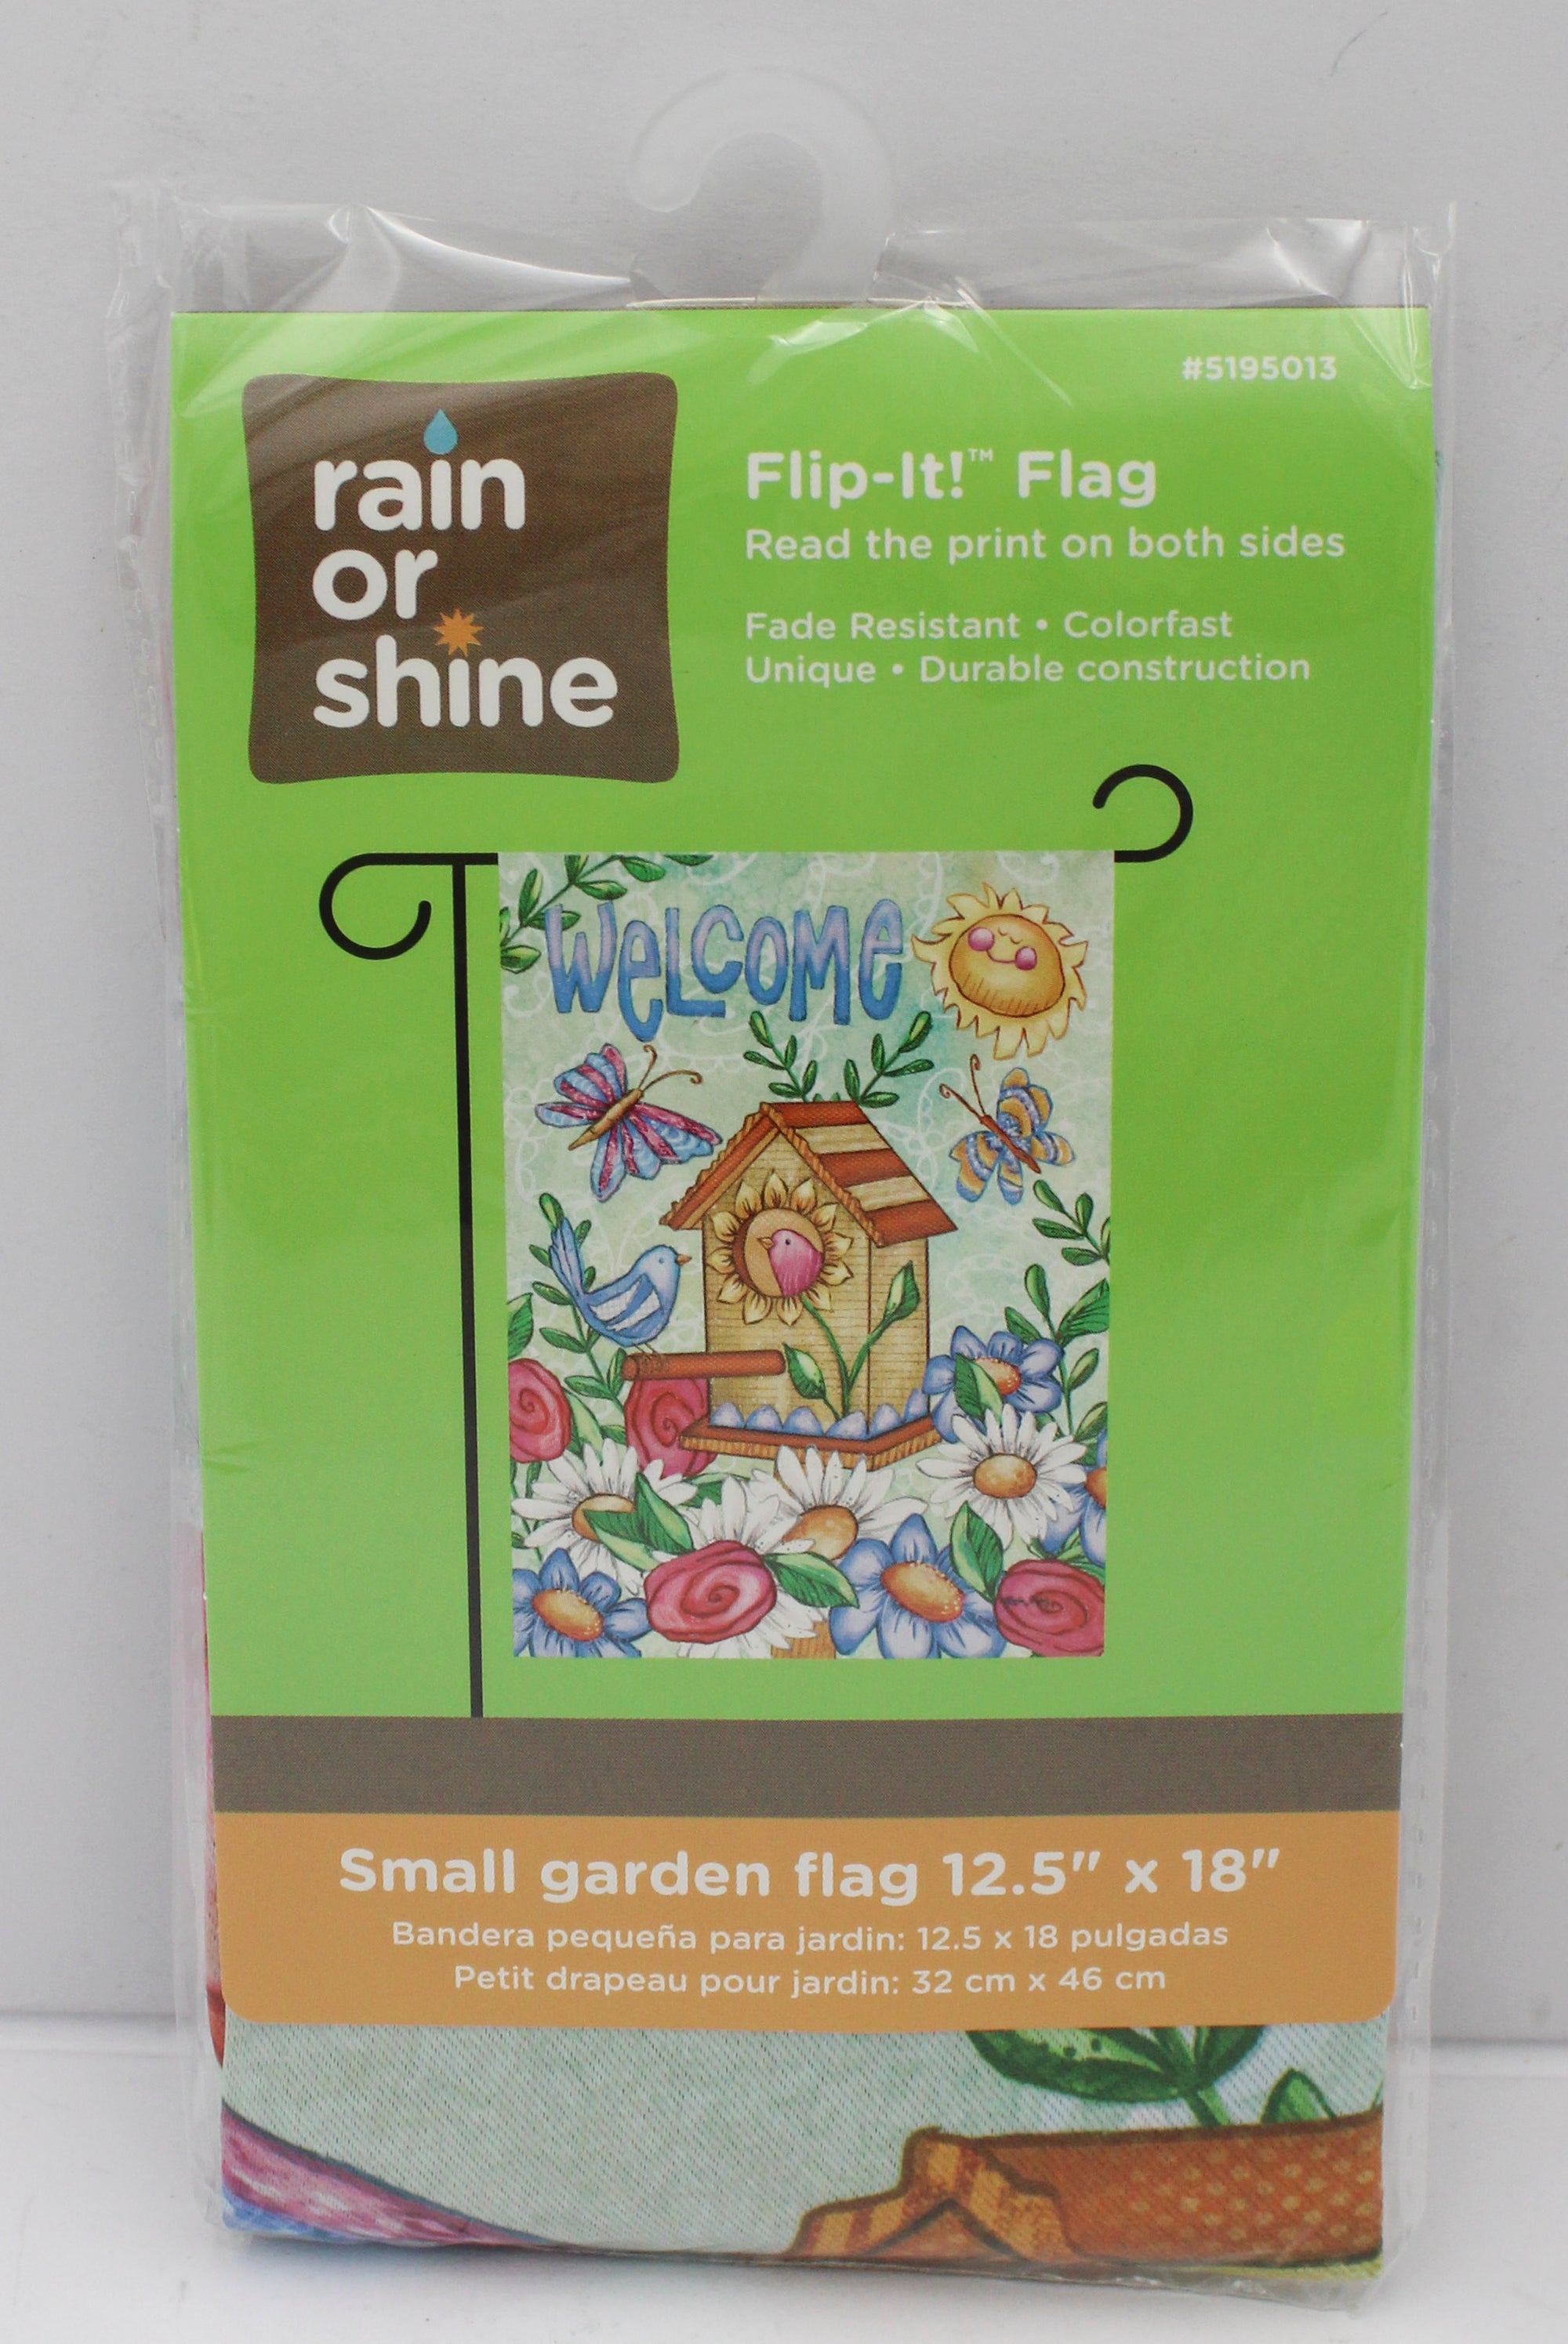 #5195013
rain
or
shine
Flip-It!™ Flag
Read the print on both sides
Fade Resistant • Colorfast
Unique • Durable construction
WeLCOMe
Small garden flag 12.5" x 18"
Bandera pequeña para jardin: 12.5 x 18 pulgadas
Petit drapeau pour jardin: 32 cm x 46 cm